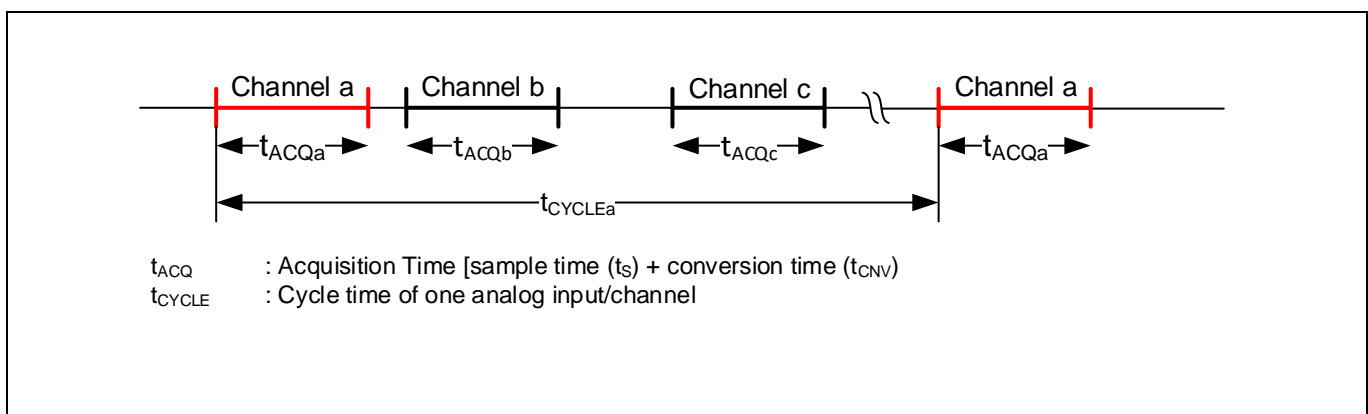 Channel a Channel b Channel c Channel a
tACQa tACQb tACQc tACQa
tCYCLEa
tACQ : Acquisition Time [sample time (tS) + conversion time (tCNV)
tCYCLE : Cycle time of one analog input/channel